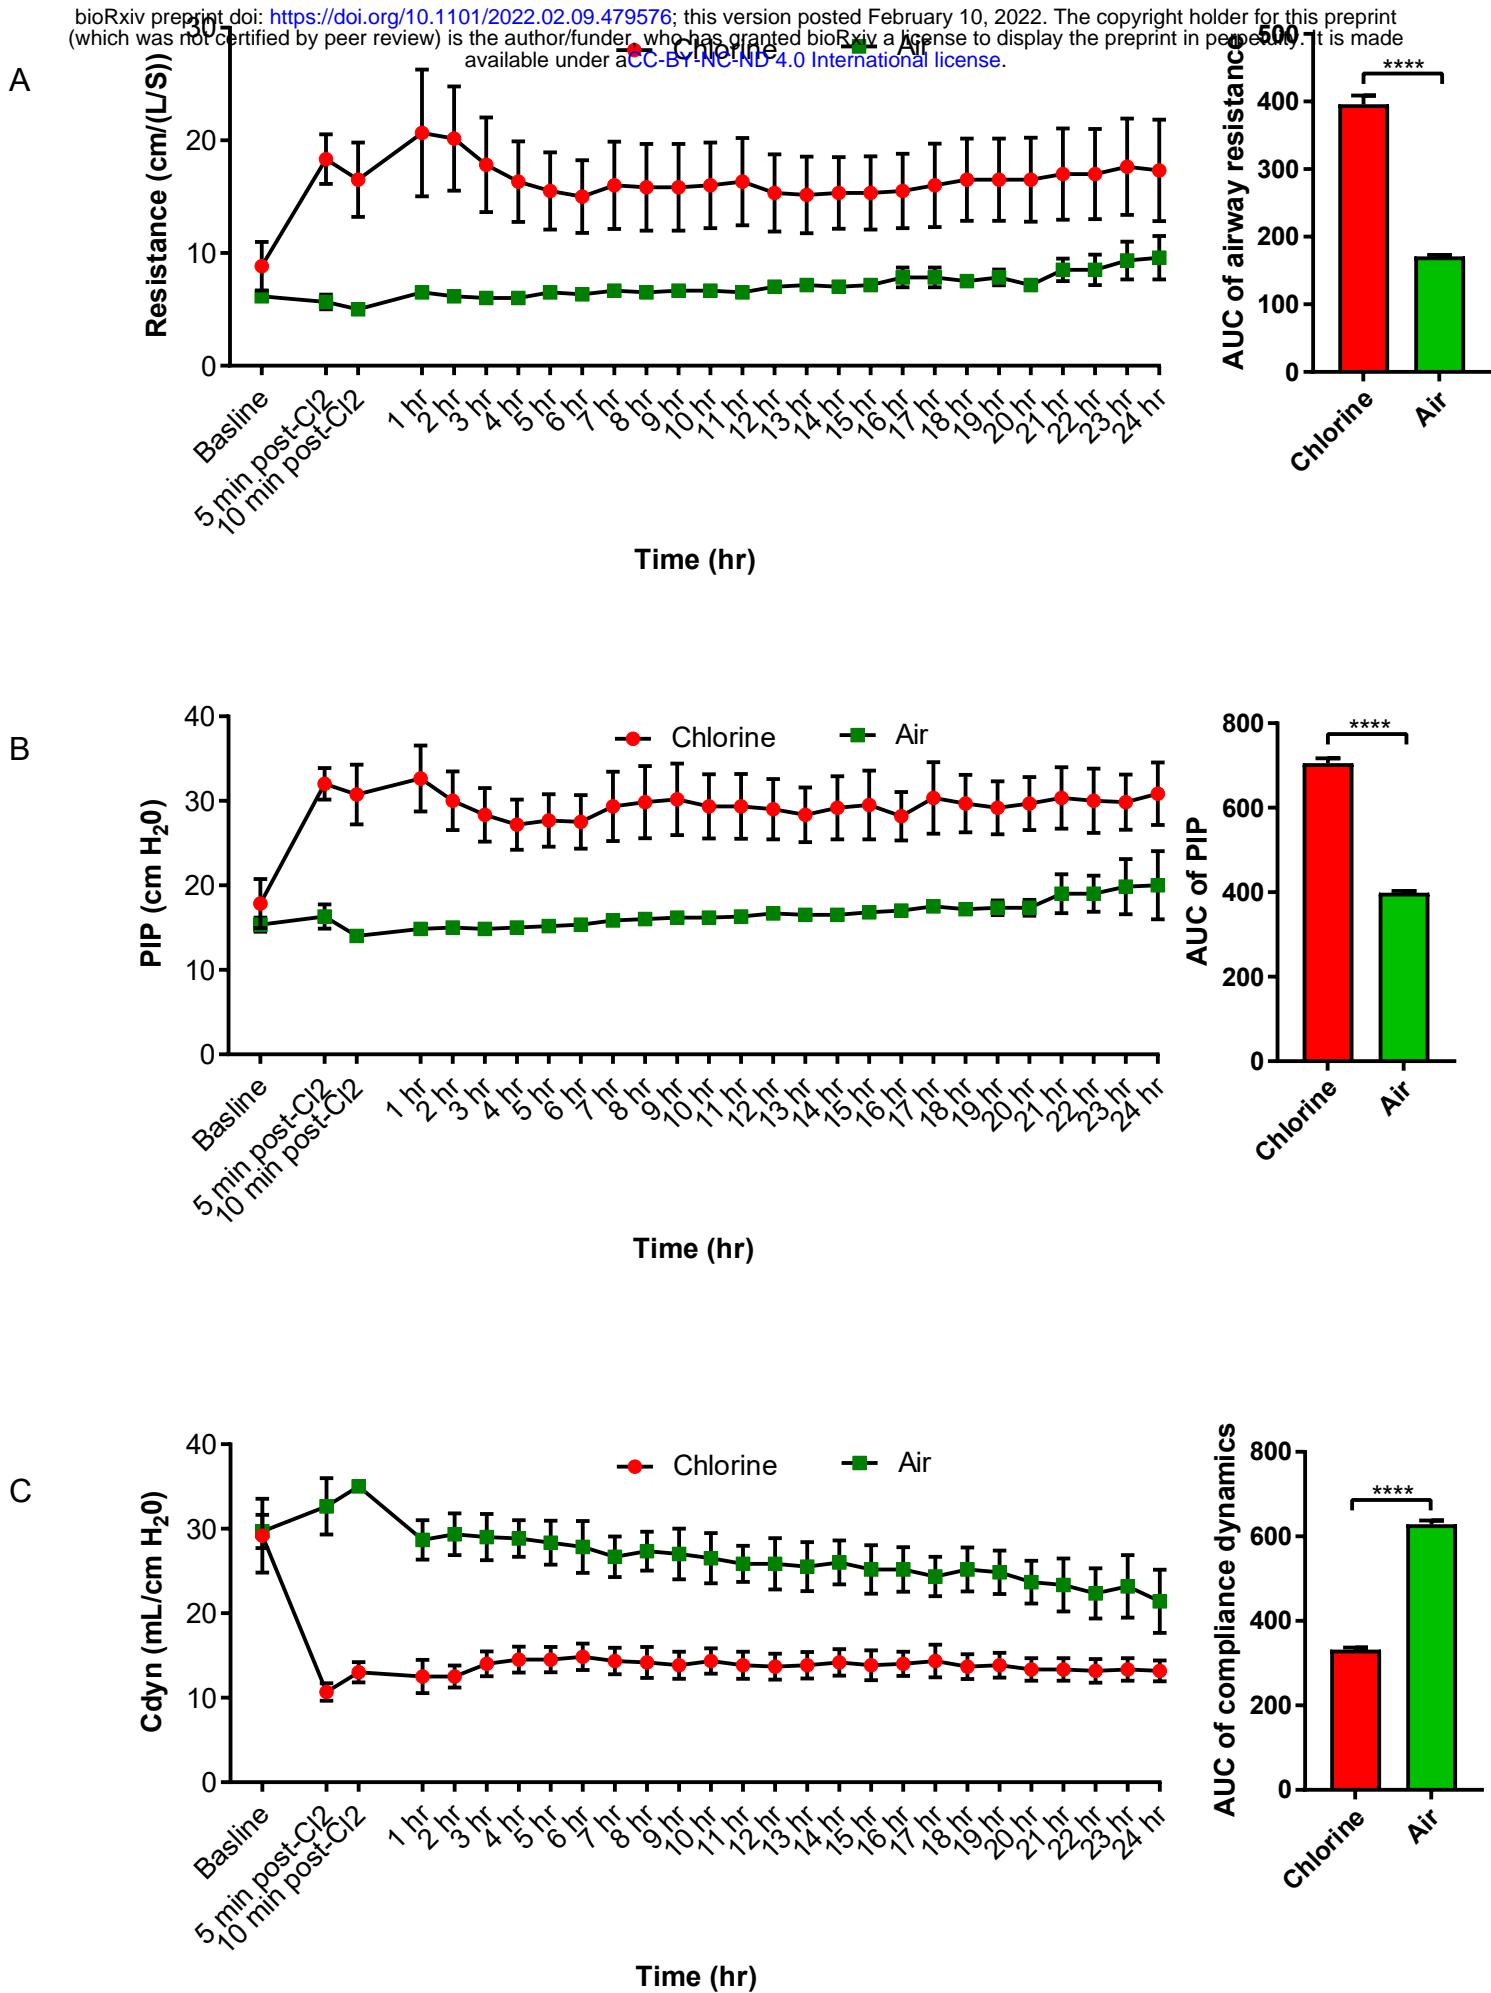 bioRxiv preprint doi: https://doi.org/10.1101/2022.02.09.479576; this version posted February 10, 2022. The copyright holder for this preprint
(which was not certified by peer review) is the author/funder, who has granted bioRxiv a license to display the preprint in perpetuity. It is made
available under aCC-BY-NC-ND 4.0 International license.
A
Resistance (cm/(L/S))
30
20
10
0
Chlorine
Air
Basline
5 min post-Cl2
10 min post-Cl2
1 hr
2 hr
3 hr
4 hr
5 hr
6 hr
7 hr
8 hr
9 hr
10 hr
11 hr
12 hr
13 hr
14 hr
15 hr
16 hr
17 hr
18 hr
19 hr
20 hr
21 hr
22 hr
23 hr
24 hr
Time (hr)
AUC of airway resistance
500
400
300
200
100
0
****
Chlorine
Air
B
PIP (cm H20)
40
30
20
10
0
Chlorine
Air
Basline
5 min post-Cl2
10 min post-Cl2
1 hr
2 hr
3 hr
4 hr
5 hr
6 hr
7 hr
8 hr
9 hr
10 hr
11 hr
12 hr
13 hr
14 hr
15 hr
16 hr
17 hr
18 hr
19 hr
20 hr
21 hr
22 hr
23 hr
24 hr
Time (hr)
AUC of PIP
800
600
400
200
0
****
Chlorine
Air
C
Cdyn (mL/cm H20)
40
30
20
10
0
Chlorine
Air
Basline
5 min post-Cl2
10 min post-Cl2
1 hr
2 hr
3 hr
4 hr
5 hr
6 hr
7 hr
8 hr
9 hr
10 hr
11 hr
12 hr
13 hr
14 hr
15 hr
16 hr
17 hr
18 hr
19 hr
20 hr
21 hr
22 hr
23 hr
24 hr
Time (hr)
AUC of compliance dynamics
800
600
400
200
0
****
Chlorine
Air